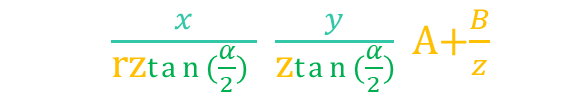 x/(rz tan(α/2)) y/(z tan(α/2)) A+B/z